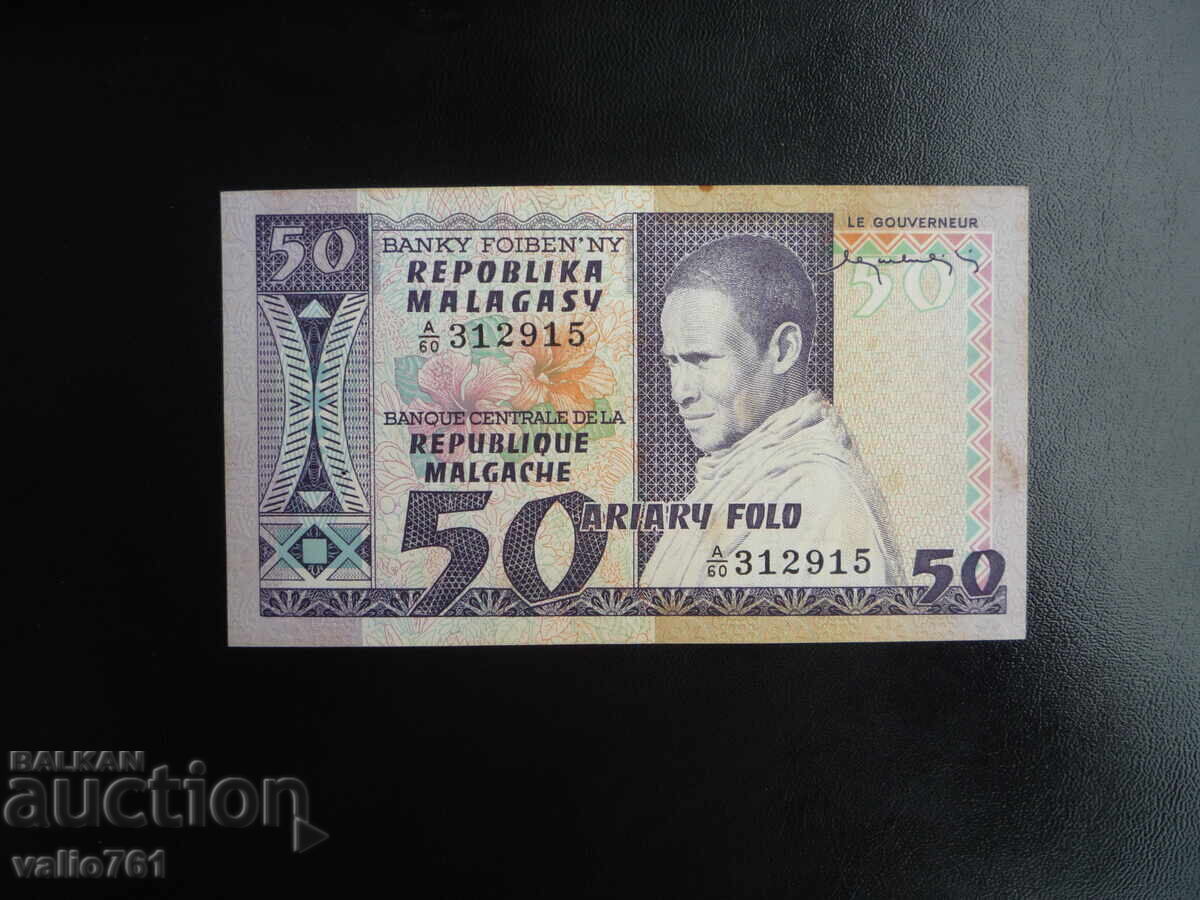 50
BANKY FOIBEN'NY
REPOBLIKA
MALAGASY
A/60 312915
BANQUE CENTRALE DE LA
REPUBLIQUE
MALGACHE
50 ARIARY FOLO
LE GOUVERNEUR
50
A/60 312915
50
BALKAN
auction
valio761